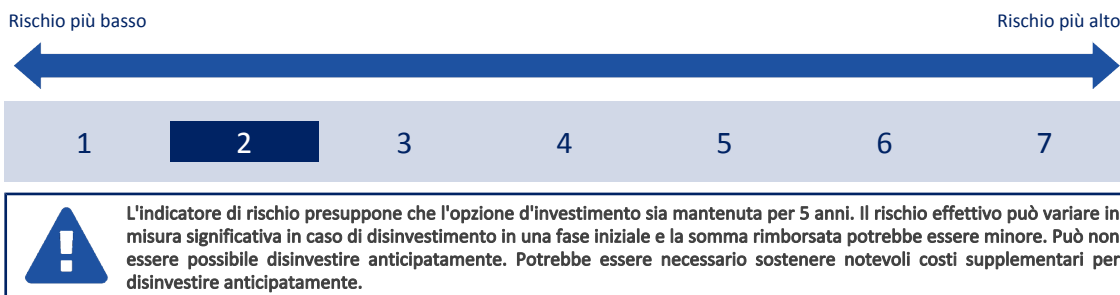 Rischio più basso Rischio più alto
1 2 3 4 5 6 7
L'indicatore di rischio presuppone che l'opzione d'investimento sia mantenuta per 5 anni. Il rischio effettivo può variare in
misura significativa in caso di disinvestimento in una fase iniziale e la somma rimborsata potrebbe essere minore. Può non
essere possibile disinvestire anticipatamente. Potrebbe essere necessario sostenere notevoli costi supplementari per
disinvestire anticipatamente.